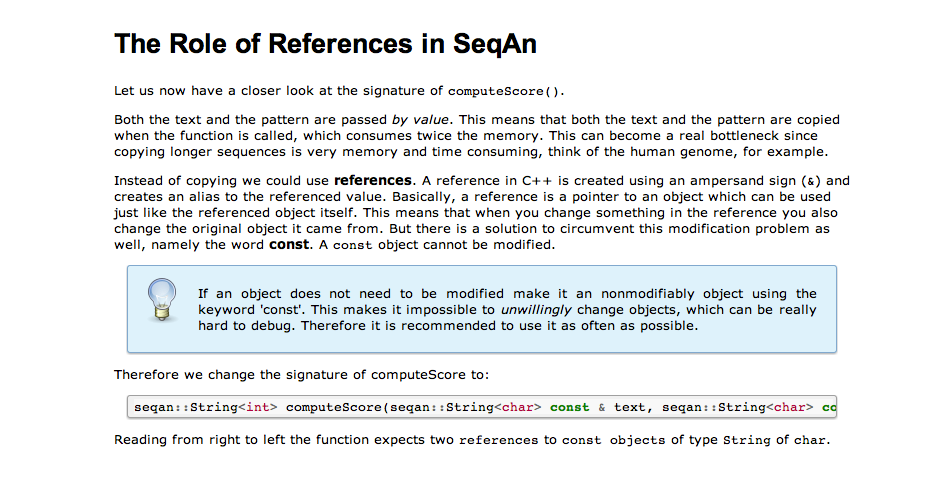 The Role of References in SeqAn
Let us now have a closer look at the signature of computeScore().
Both the text and the pattern are passed by value. This means that both the text and the pattern are copied
when the function is called, which consumes twice the memory. This can become a real bottleneck since
copying longer sequences is very memory and time consuming, think of the human genome, for example.
Instead of copying we could use references. A reference in C++ is created using an ampersand sign (&) and
creates an alias to the referenced value. Basically, a reference is a pointer to an object which can be used
just like the referenced object itself. This means that when you change something in the reference you also
change the original object it came from. But there is a solution to circumvent this modification problem as
well, namely the word const. A const object cannot be modified.
If an object does not need to be modified make it an nonmodifiably object using the
keyword 'const'. This makes it impossible to unwillingly change objects, which can be really
hard to debug. Therefore it is recommended to use it as often as possible.
Therefore we change the signature of computeScore to:
seqan::String<int> computeScore(seqan::String<char> const & text, seqan::String<char> co
Reading from right to left the function expects two references to const objects of type String of char.